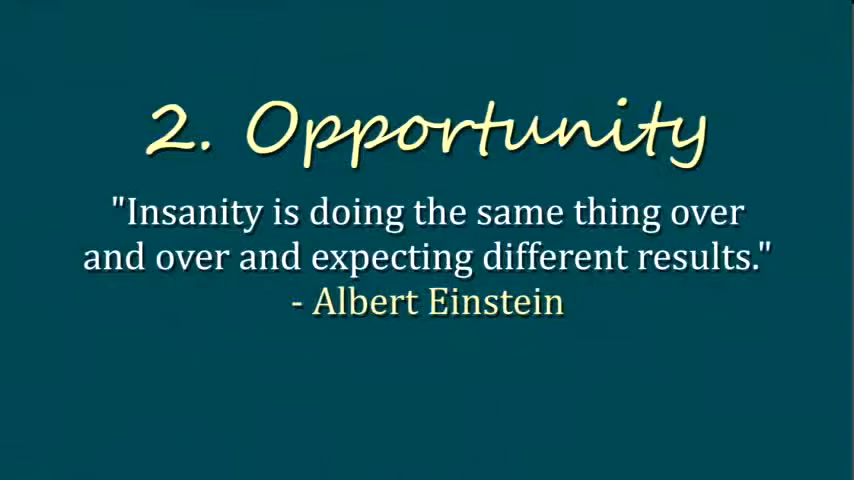 2. Opportunity
"Insanity is doing the same thing over
and over and expecting different results."
- Albert Einstein